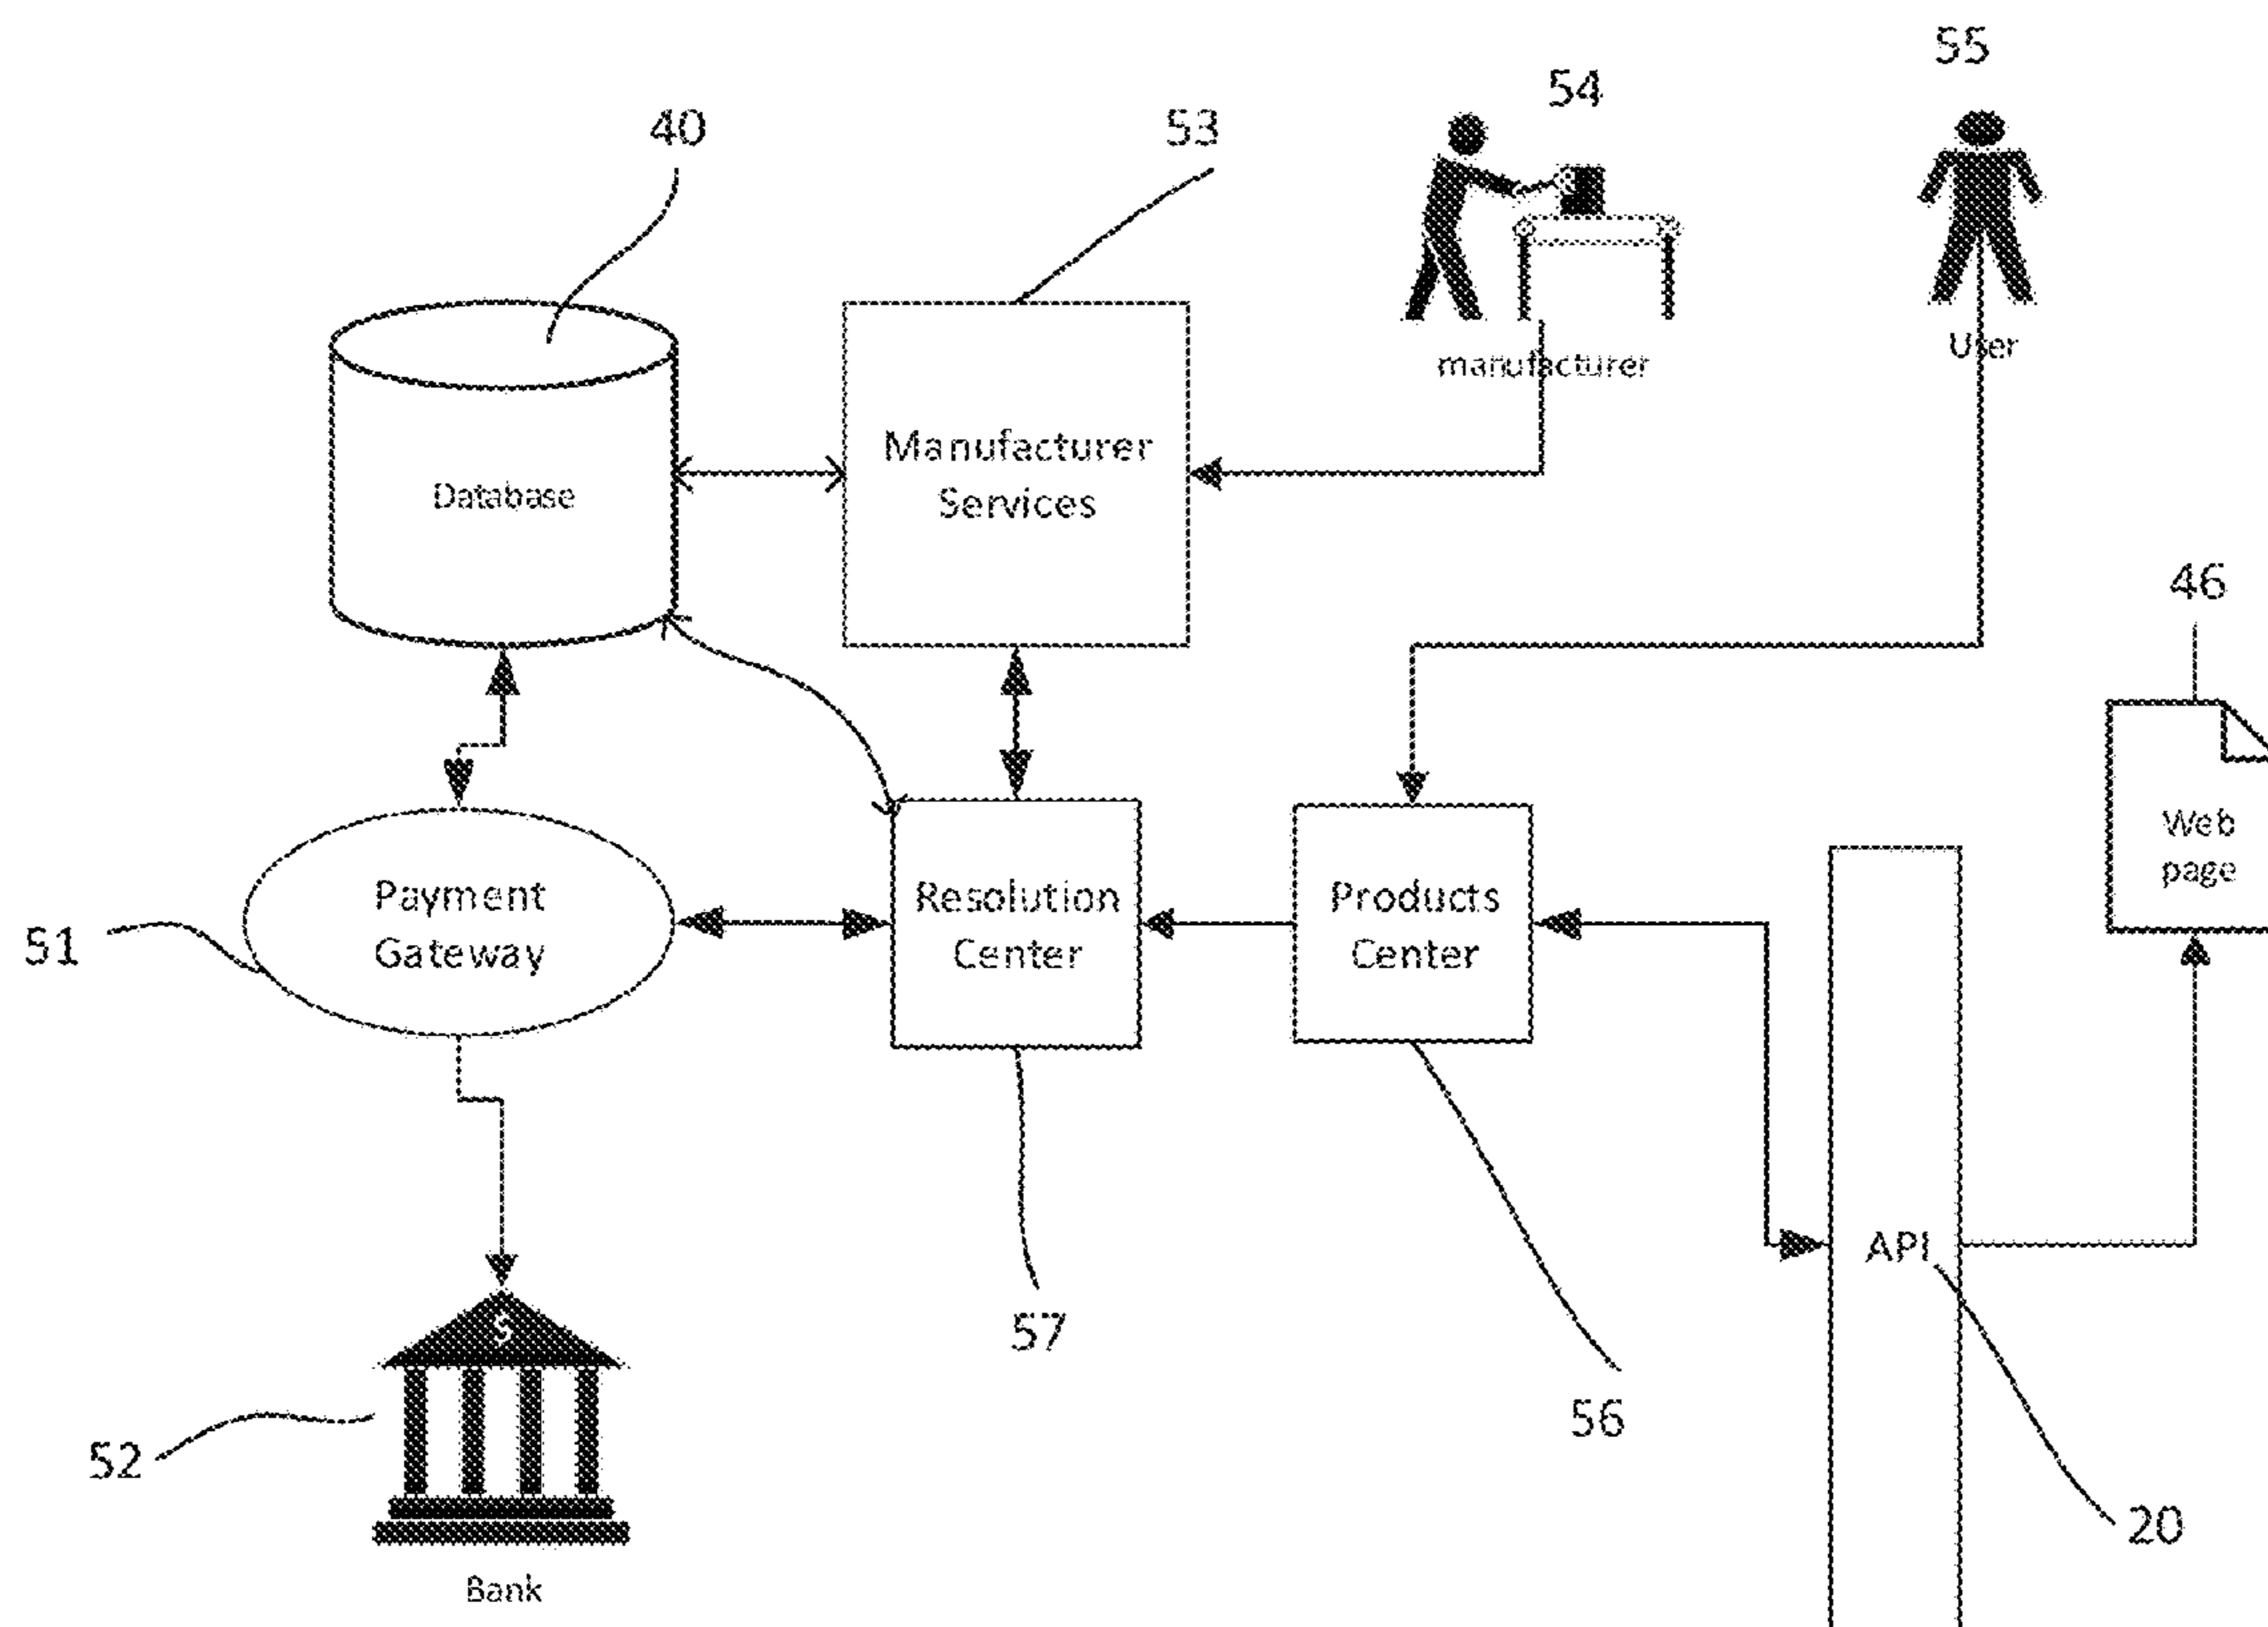 55
54
40
53
manufacturer
User
Manufacturer
Services
Database
46
Web
page
Payment
Gateway
Resolution
Center
Products
Center
51
API
$
57
56
52
20
Bank